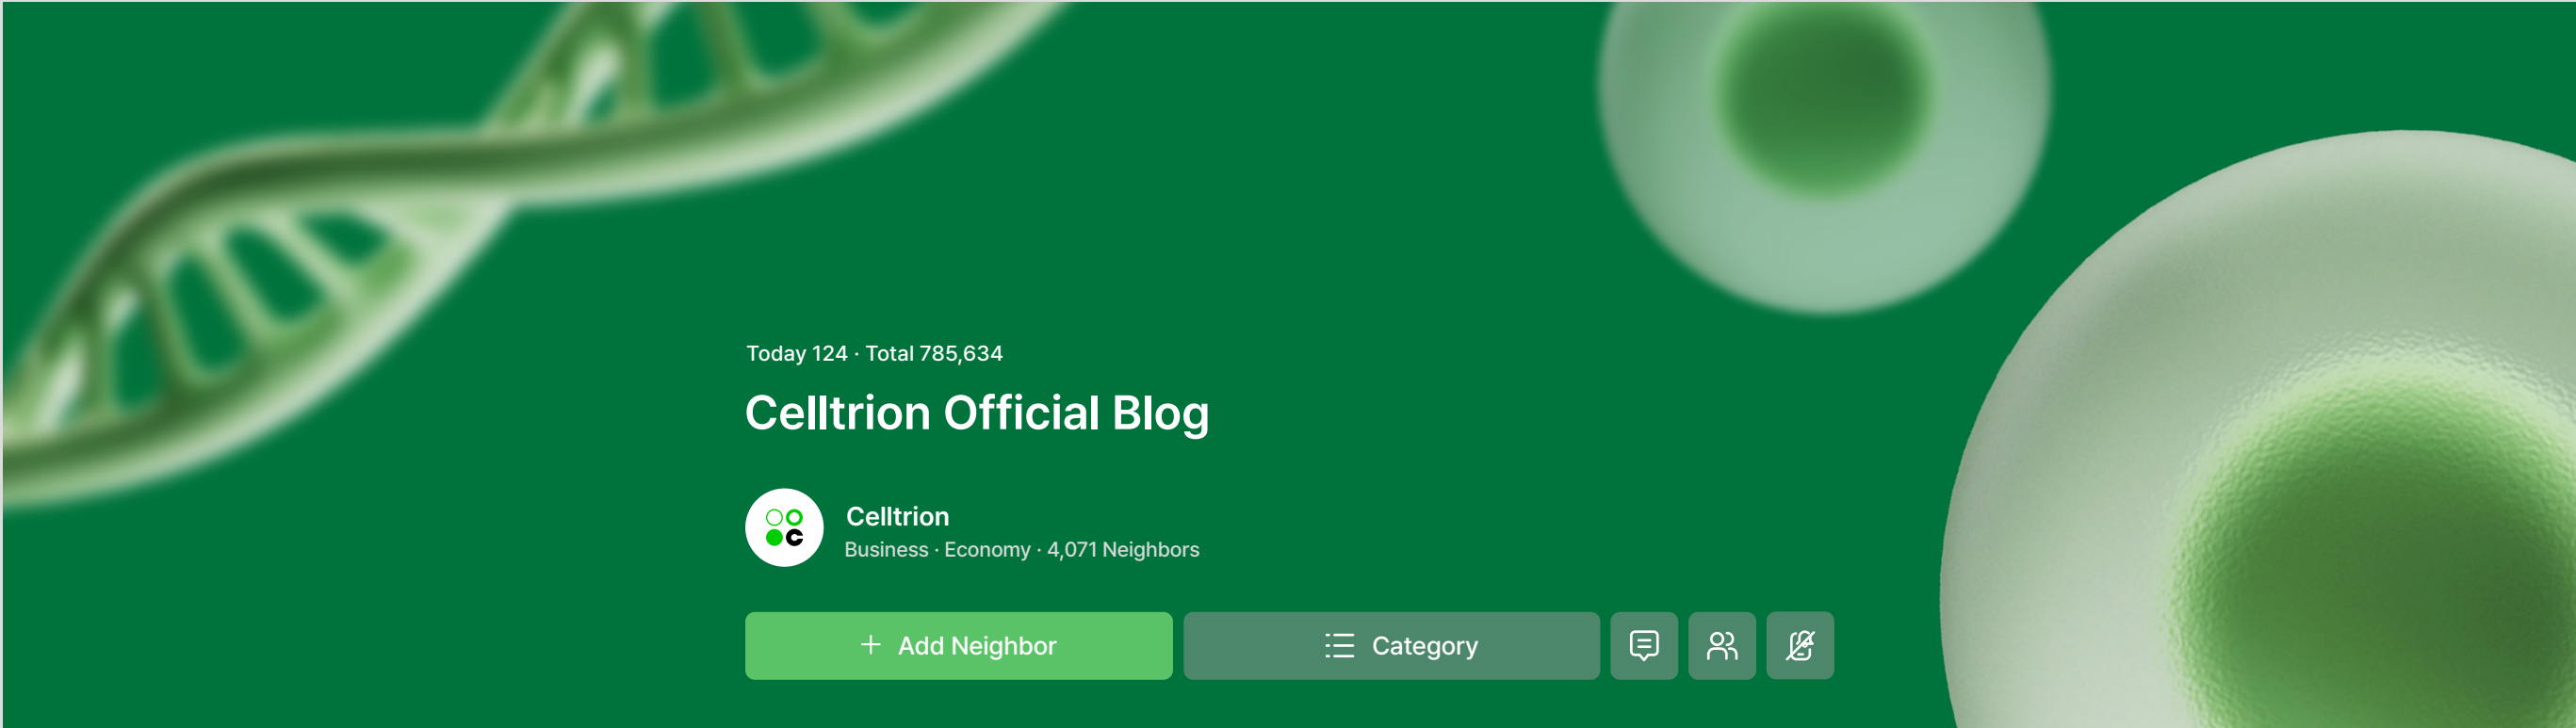 Today 124 · Total 785,634
Celltrion Official Blog
Celltrion
Business · Economy · 4,071 Neighbors
Add Neighbor
Category